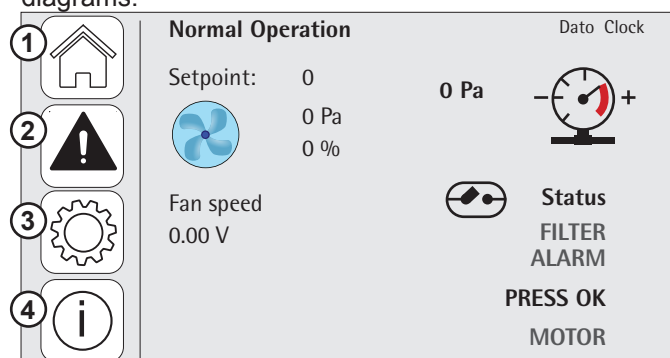 diagrams.
1
Normal Operation
Dato Clock
Setpoint: 0
0 Pa
- +
2
0 Pa
0 %
3
Fan speed
0.00 V
Status
FILTER
ALARM
4
i
PRESS OK
MOTOR